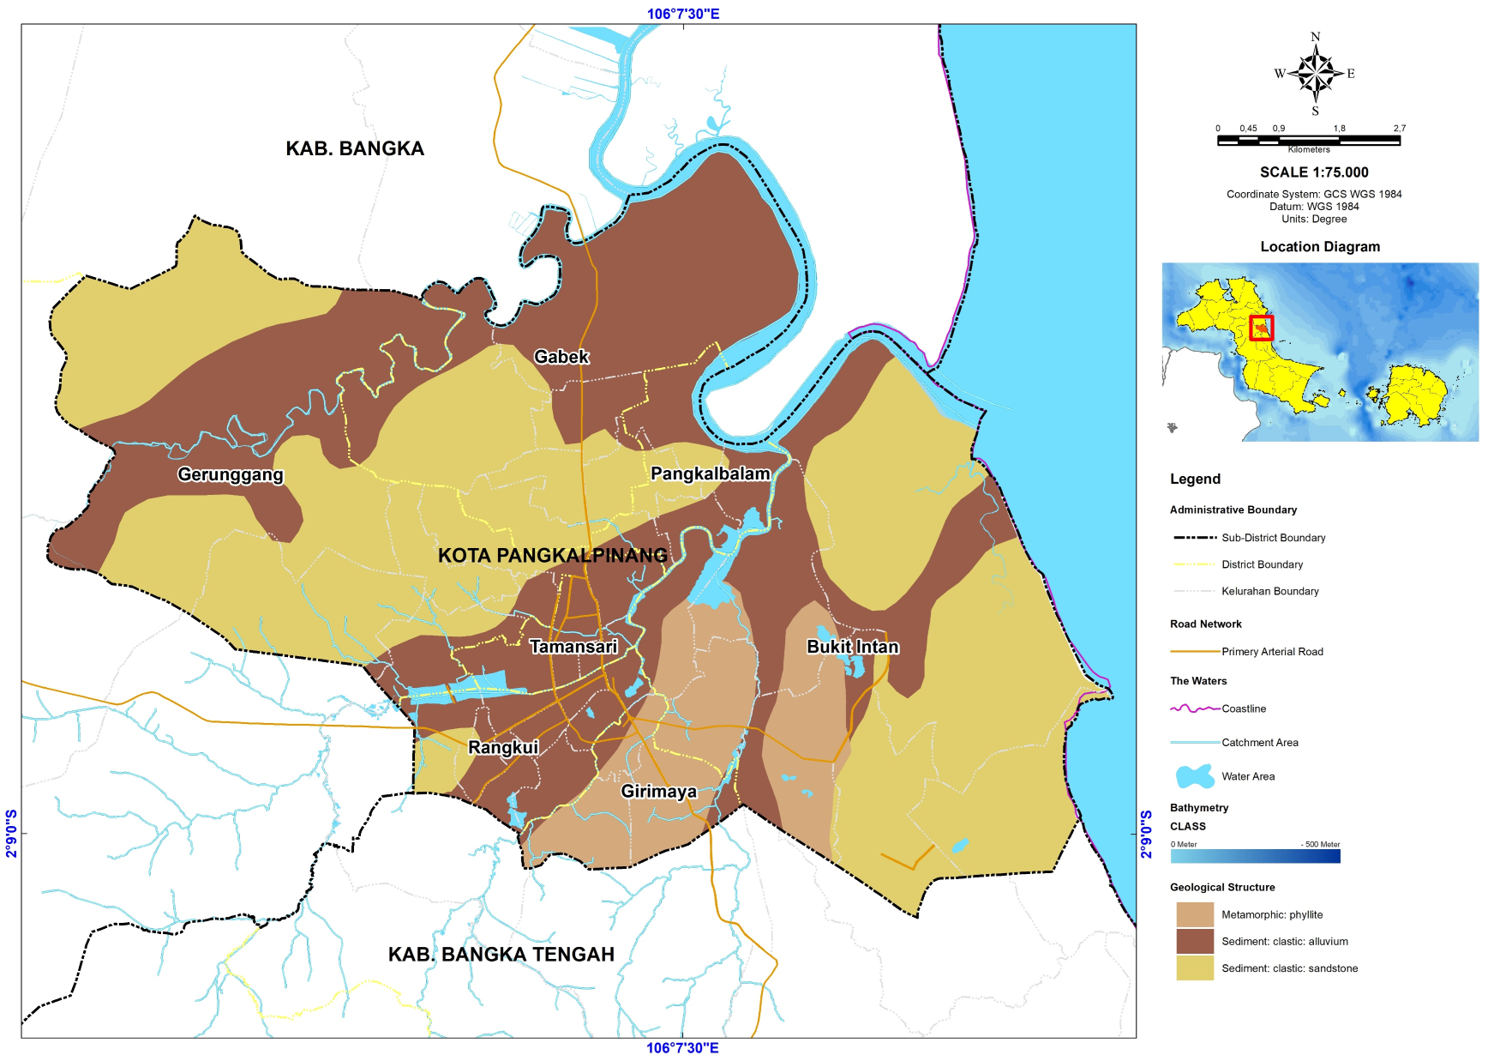 106°7'30"E
KAB. BANGKA
Gabek
Gerunggang
Pangkalbalam
KOTA PANGKALPINANG
Tamansari
Bukit Intan
Rangkui
Girimaya
KAB. BANGKA TENGAH
2°9'0"S
2°9'0"S
106°7'30"E
N
W E
S
0 0,45 0,9 1,8 2,7
Kilometers
SCALE 1:75.000
Coordinate System: GCS WGS 1984
Datum: WGS 1984
Units: Degree
Location Diagram
Legend
Administrative Boundary
Sub-District Boundary
District Boundary
Kelurahan Boundary
Road Network
Primery Arterial Road
The Waters
Coastline
Catchment Area
Water Area
Bathymetry
CLASS
0 Meter - 500 Meter
Geological Structure
Metamorphic: phyllite
Sediment: clastic: alluvium
Sediment: clastic: sandstone